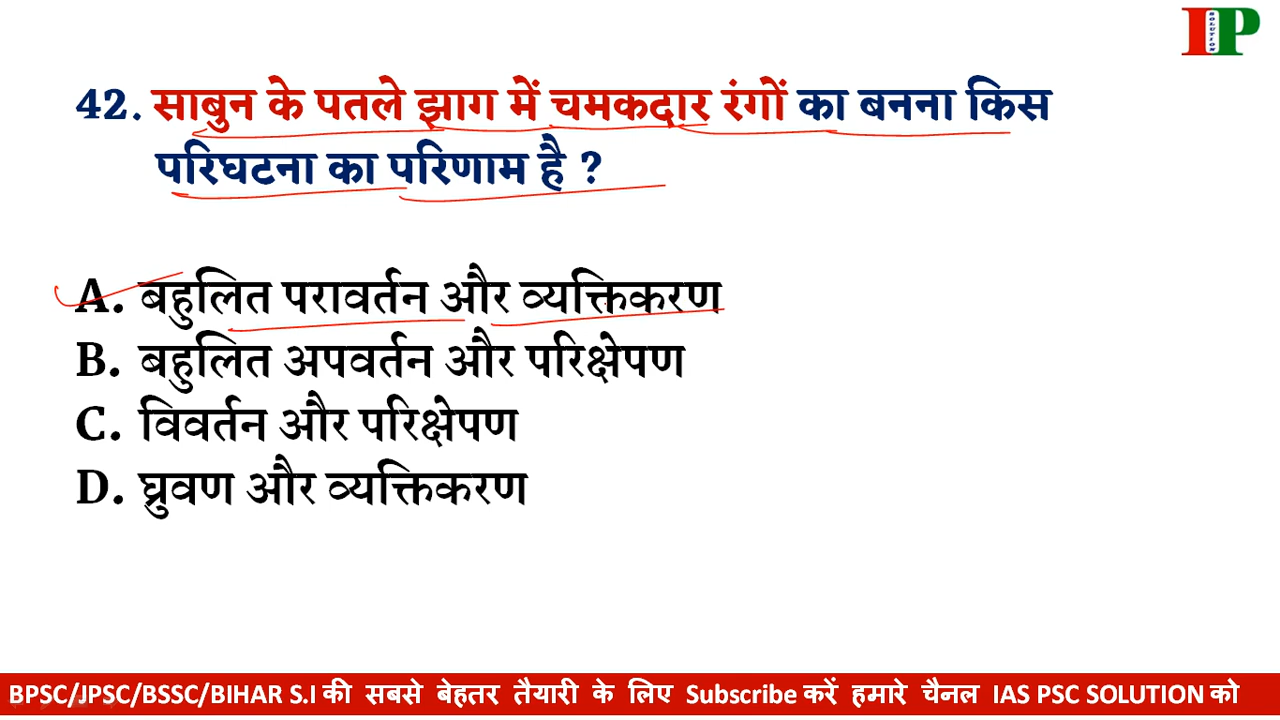 IP
SOLUTION
42. साबुन के पतले झाग में चमकदार रंगों का बनना किस
परिघटना का परिणाम है ?
A. बहुलित परावर्तन और व्यक्तिकरण
B. बहुलित अपवर्तन और परिक्षेपण
C. विवर्तन और परिक्षेपण
D. घ्रुवण और व्यक्तिकरण
BPSC/JPSC/BSSC/BIHAR S.I की सबसे बेहतर तैयारी के लिए Subscribe करें हमारे चैनल IAS PSC SOLUTION को